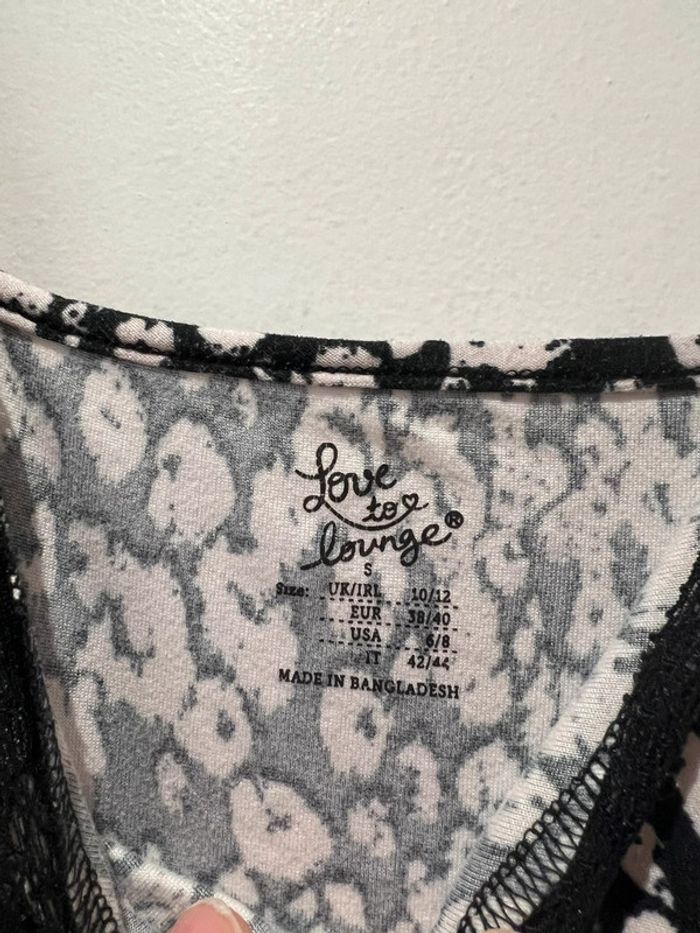 Love
to
lounge®
S
Size: UK/IRL 10/12
EUR 38/40
USA 6/8
IT 42/44
MADE IN BANGLADESH